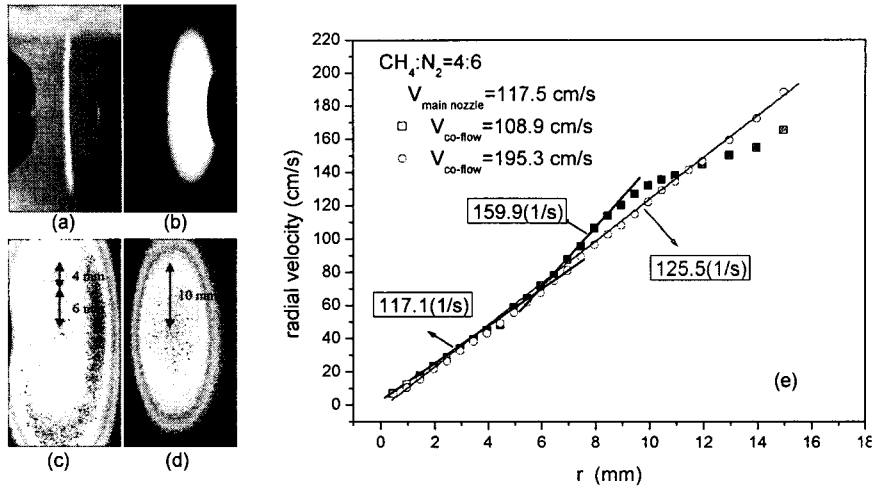 (a)
(b)
4 mm
6 mm
10 mm
(c)
(d)
220
200
180
160
140
120
100
80
60
40
20
0
radial velocity (cm/s)
CH4:N2=4:6
Vmain nozzle=117.5 cm/s
Vco-flow=108.9 cm/s
Vco-flow=195.3 cm/s
159.9(1/s)
125.5(1/s)
117.1(1/s)
(e)
0 2 4 6 8 10 12 14 16 18
r (mm)